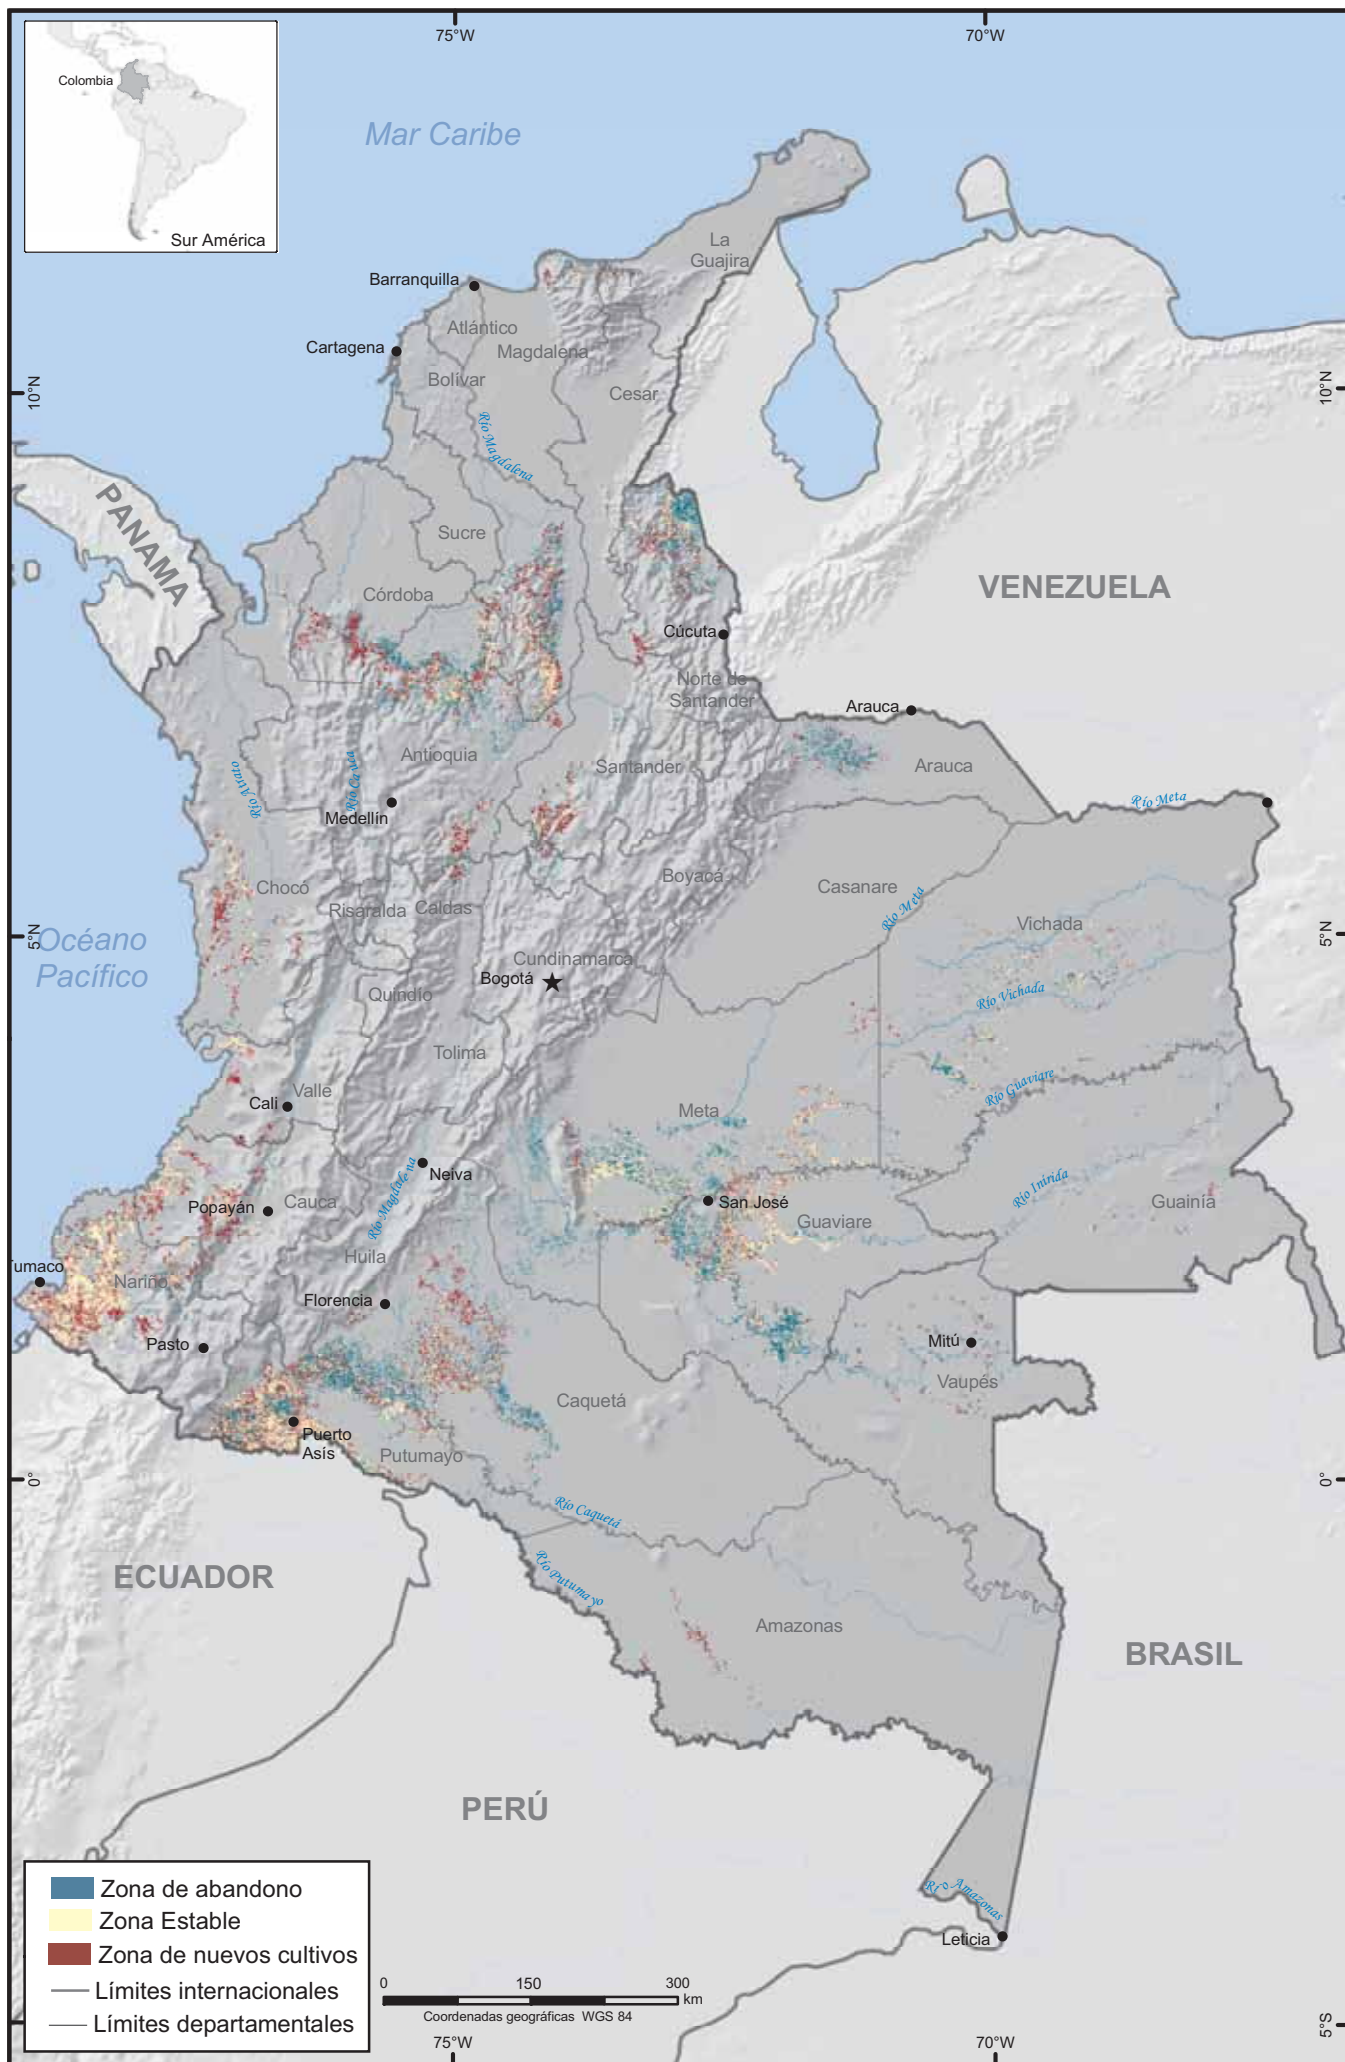 75°W
70°W
Colombia
Sur América
Mar Caribe
La
Guajira
Barranquilla
Atlántico
Magdalena
Cartagena
Bolívar
Cesar
10°N
10°N
Río Magdalena
PANAMA
Sucre
VENEZUELA
Córdoba
Cúcuta
Norte de
Santander
Arauca
Antioquia
Santander
Arauca
Río Atrato
Río Cauca
Río Meta
Medellín
Chocó
Boyacá
Casanare
Risaralda
Caldas
Río Meta
Vichada
5°N
5°N
Océano
Pacífico
Cundinamarca
Bogotá
Quindío
Río Vichada
Tolima
Valle
Cali
Meta
Río Guaviare
Neiva
Río Magdalena
Popayán
Cauca
San José
Guaviare
Río Inírida
Guainía
Huila
umaco
Nariño
Florencia
Pasto
Mitú
Vaupés
Caquetá
Puerto
Asís
Putumayo
0°
0°
Río Caquetá
ECUADOR
Río Putumayo
Amazonas
BRASIL
PERÚ
Río Amazonas
Leticia
Zona de abandono
Zona Estable
Zona de nuevos cultivos
Límites internacionales
Límites departamentales
0 150 300
km
Coordenadas geográficas WGS 84
5°S
75°W
70°W